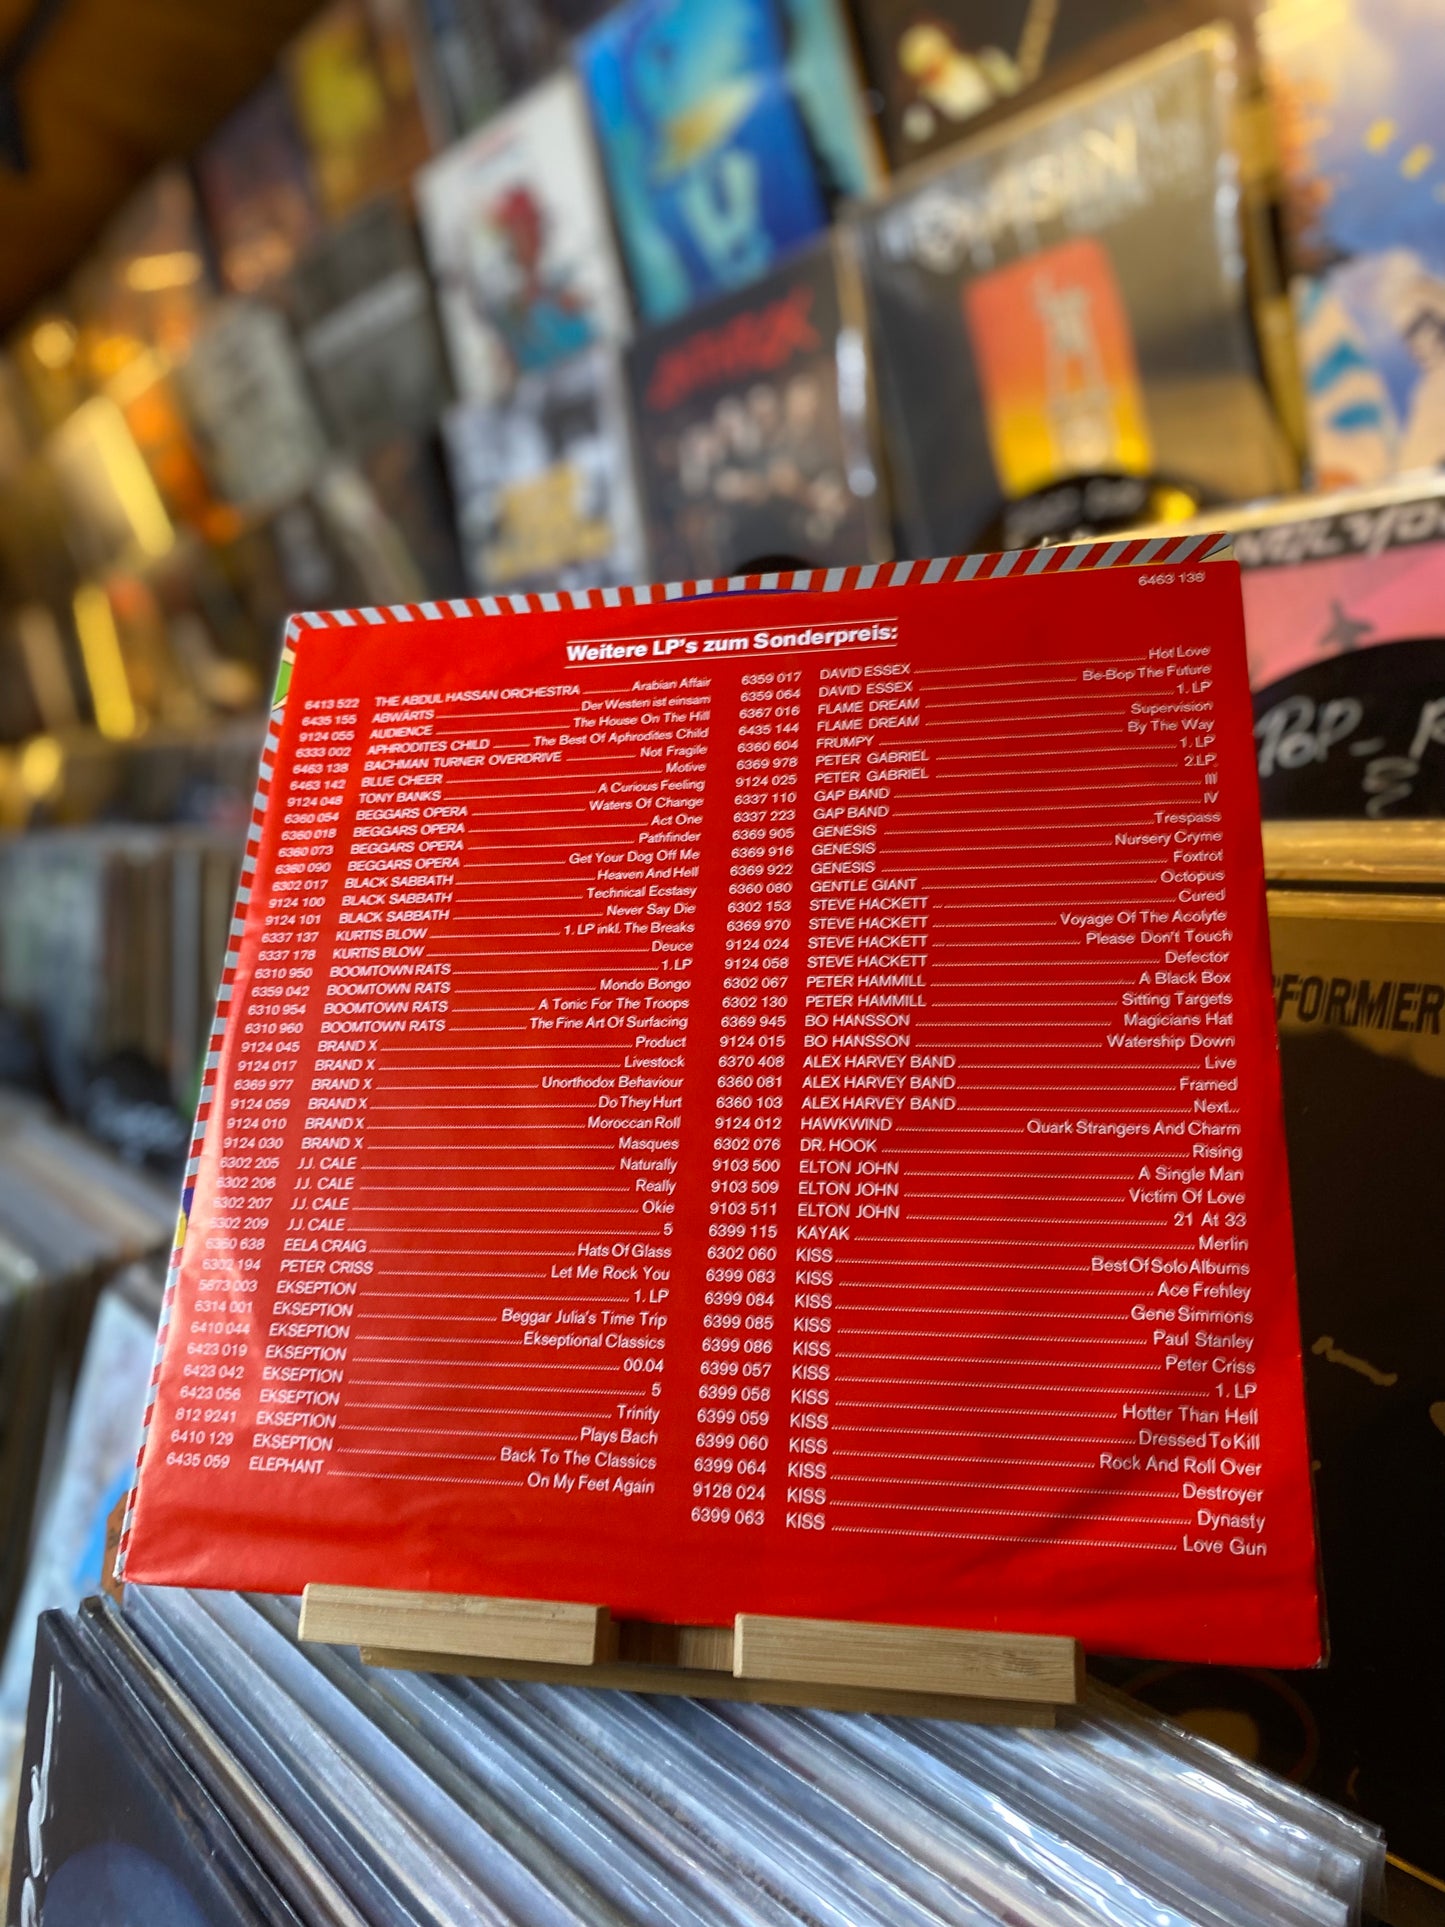 6463 138
Weitere LP's zum Sonderpreis:
6413 522 THE ABDUL HASSAN ORCHESTRA Arabian Affair
6435 155 ABWÄRTS Der Westen ist einsam
9124 055 AUDIENCE The House On The Hill
6333 002 APHRODITES CHILD The Best Of Aphrodites Child
6463 138 BACHMAN TURNER OVERDRIVE Not Fragile
6463 142 BLUE CHEER Motive
9124 048 TONY BANKS A Curious Feeling
6360 054 BEGGARS OPERA Waters Of Change
6360 018 BEGGARS OPERA Act One
6360 073 BEGGARS OPERA Pathfinder
6360 090 BEGGARS OPERA Get Your Dog Off Me
6302 017 BLACK SABBATH Heaven And Hell
9124 100 BLACK SABBATH Technical Ecstasy
9124 101 BLACK SABBATH Never Say Die
6337 137 KURTIS BLOW 1. LP inkl. The Breaks
6337 178 KURTIS BLOW Deuce
6310 950 BOOMTOWN RATS 1. LP
6359 042 BOOMTOWN RATS Mondo Bongo
6310 954 BOOMTOWN RATS A Tonic For The Troops
6310 960 BOOMTOWN RATS The Fine Art Of Surfacing
9124 045 BRAND X Product
9124 017 BRAND X Livestock
6369 977 BRAND X Unorthodox Behaviour
9124 059 BRAND X Do They Hurt
9124 010 BRAND X Moroccan Roll
9124 030 BRAND X Masques
6302 205 J.J. CALE Naturally
6302 206 J.J. CALE Really
6302 207 J.J. CALE Okie
6302 209 J.J. CALE 5
6360 638 EELA CRAIG Hats Of Glass
6302 194 PETER CRISS Let Me Rock You
5873 003 EKSEPTION 1. LP
6314 001 EKSEPTION Beggar Julia's Time Trip
6410 044 EKSEPTION Ekseptional Classics
6423 019 EKSEPTION 00.04
6423 042 EKSEPTION 5
6423 056 EKSEPTION Trinity
812 9241 EKSEPTION Plays Bach
6410 129 EKSEPTION Back To The Classics
6435 059 ELEPHANT On My Feet Again
6359 017 DAVID ESSEX Hot Love
6359 064 DAVID ESSEX Be-Bop The Future
6367 016 FLAME DREAM 1. LP
6435 144 FLAME DREAM Supervision
6360 604 FRUMPY By The Way
6369 978 PETER GABRIEL 1. LP
9124 025 PETER GABRIEL 2. LP
6337 110 GAP BAND III
6337 223 GAP BAND IV
6369 905 GENESIS Trespass
6369 916 GENESIS Nursery Cryme
6369 922 GENESIS Foxtrot
6360 080 GENTLE GIANT Octopus
6302 153 STEVE HACKETT Cured
6369 970 STEVE HACKETT Voyage Of The Acolyte
9124 024 STEVE HACKETT Please Don't Touch
9124 058 STEVE HACKETT Defector
6302 067 PETER HAMMILL A Black Box
6302 130 PETER HAMMILL Sitting Targets
6369 945 BO HANSSON Magicians Hat
9124 015 BO HANSSON Watership Down
6370 408 ALEX HARVEY BAND Live
6360 081 ALEX HARVEY BAND Framed
6360 103 ALEX HARVEY BAND Next...
9124 012 HAWKWIND Quark Strangers And Charm
6302 076 DR. HOOK Rising
9103 500 ELTON JOHN A Single Man
9103 509 ELTON JOHN Victim Of Love
9103 511 ELTON JOHN 21 At 33
6399 115 KAYAK Merlin
6302 060 KISS Best Of Solo Albums
6399 083 KISS Ace Frehley
6399 084 KISS Gene Simmons
6399 085 KISS Paul Stanley
6399 086 KISS Peter Criss
6399 057 KISS 1. LP
6399 058 KISS Hotter Than Hell
6399 059 KISS Dressed To Kill
6399 060 KISS Rock And Roll Over
6399 064 KISS Destroyer
9128 024 KISS Dynasty
6399 063 KISS Love Gun
FORMER
POP